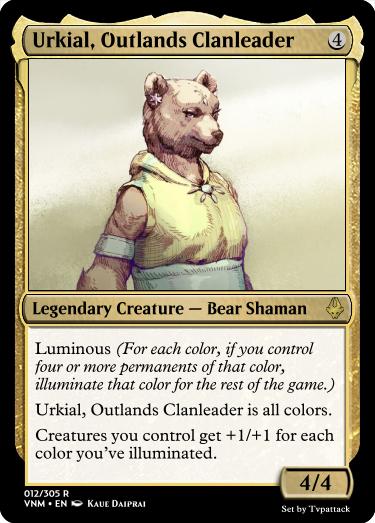 Urkial, Outlands Clanleader 4
Legendary Creature — Bear Shaman
Luminous (For each color, if you control
four or more permanents of that color,
illuminate that color for the rest of the game.)
Urkial, Outlands Clanleader is all colors.
Creatures you control get +1/+1 for each
color you've illuminated.
4/4
012/305 R
VNM • EN Kaue Daiprai
Set by Tvpattack